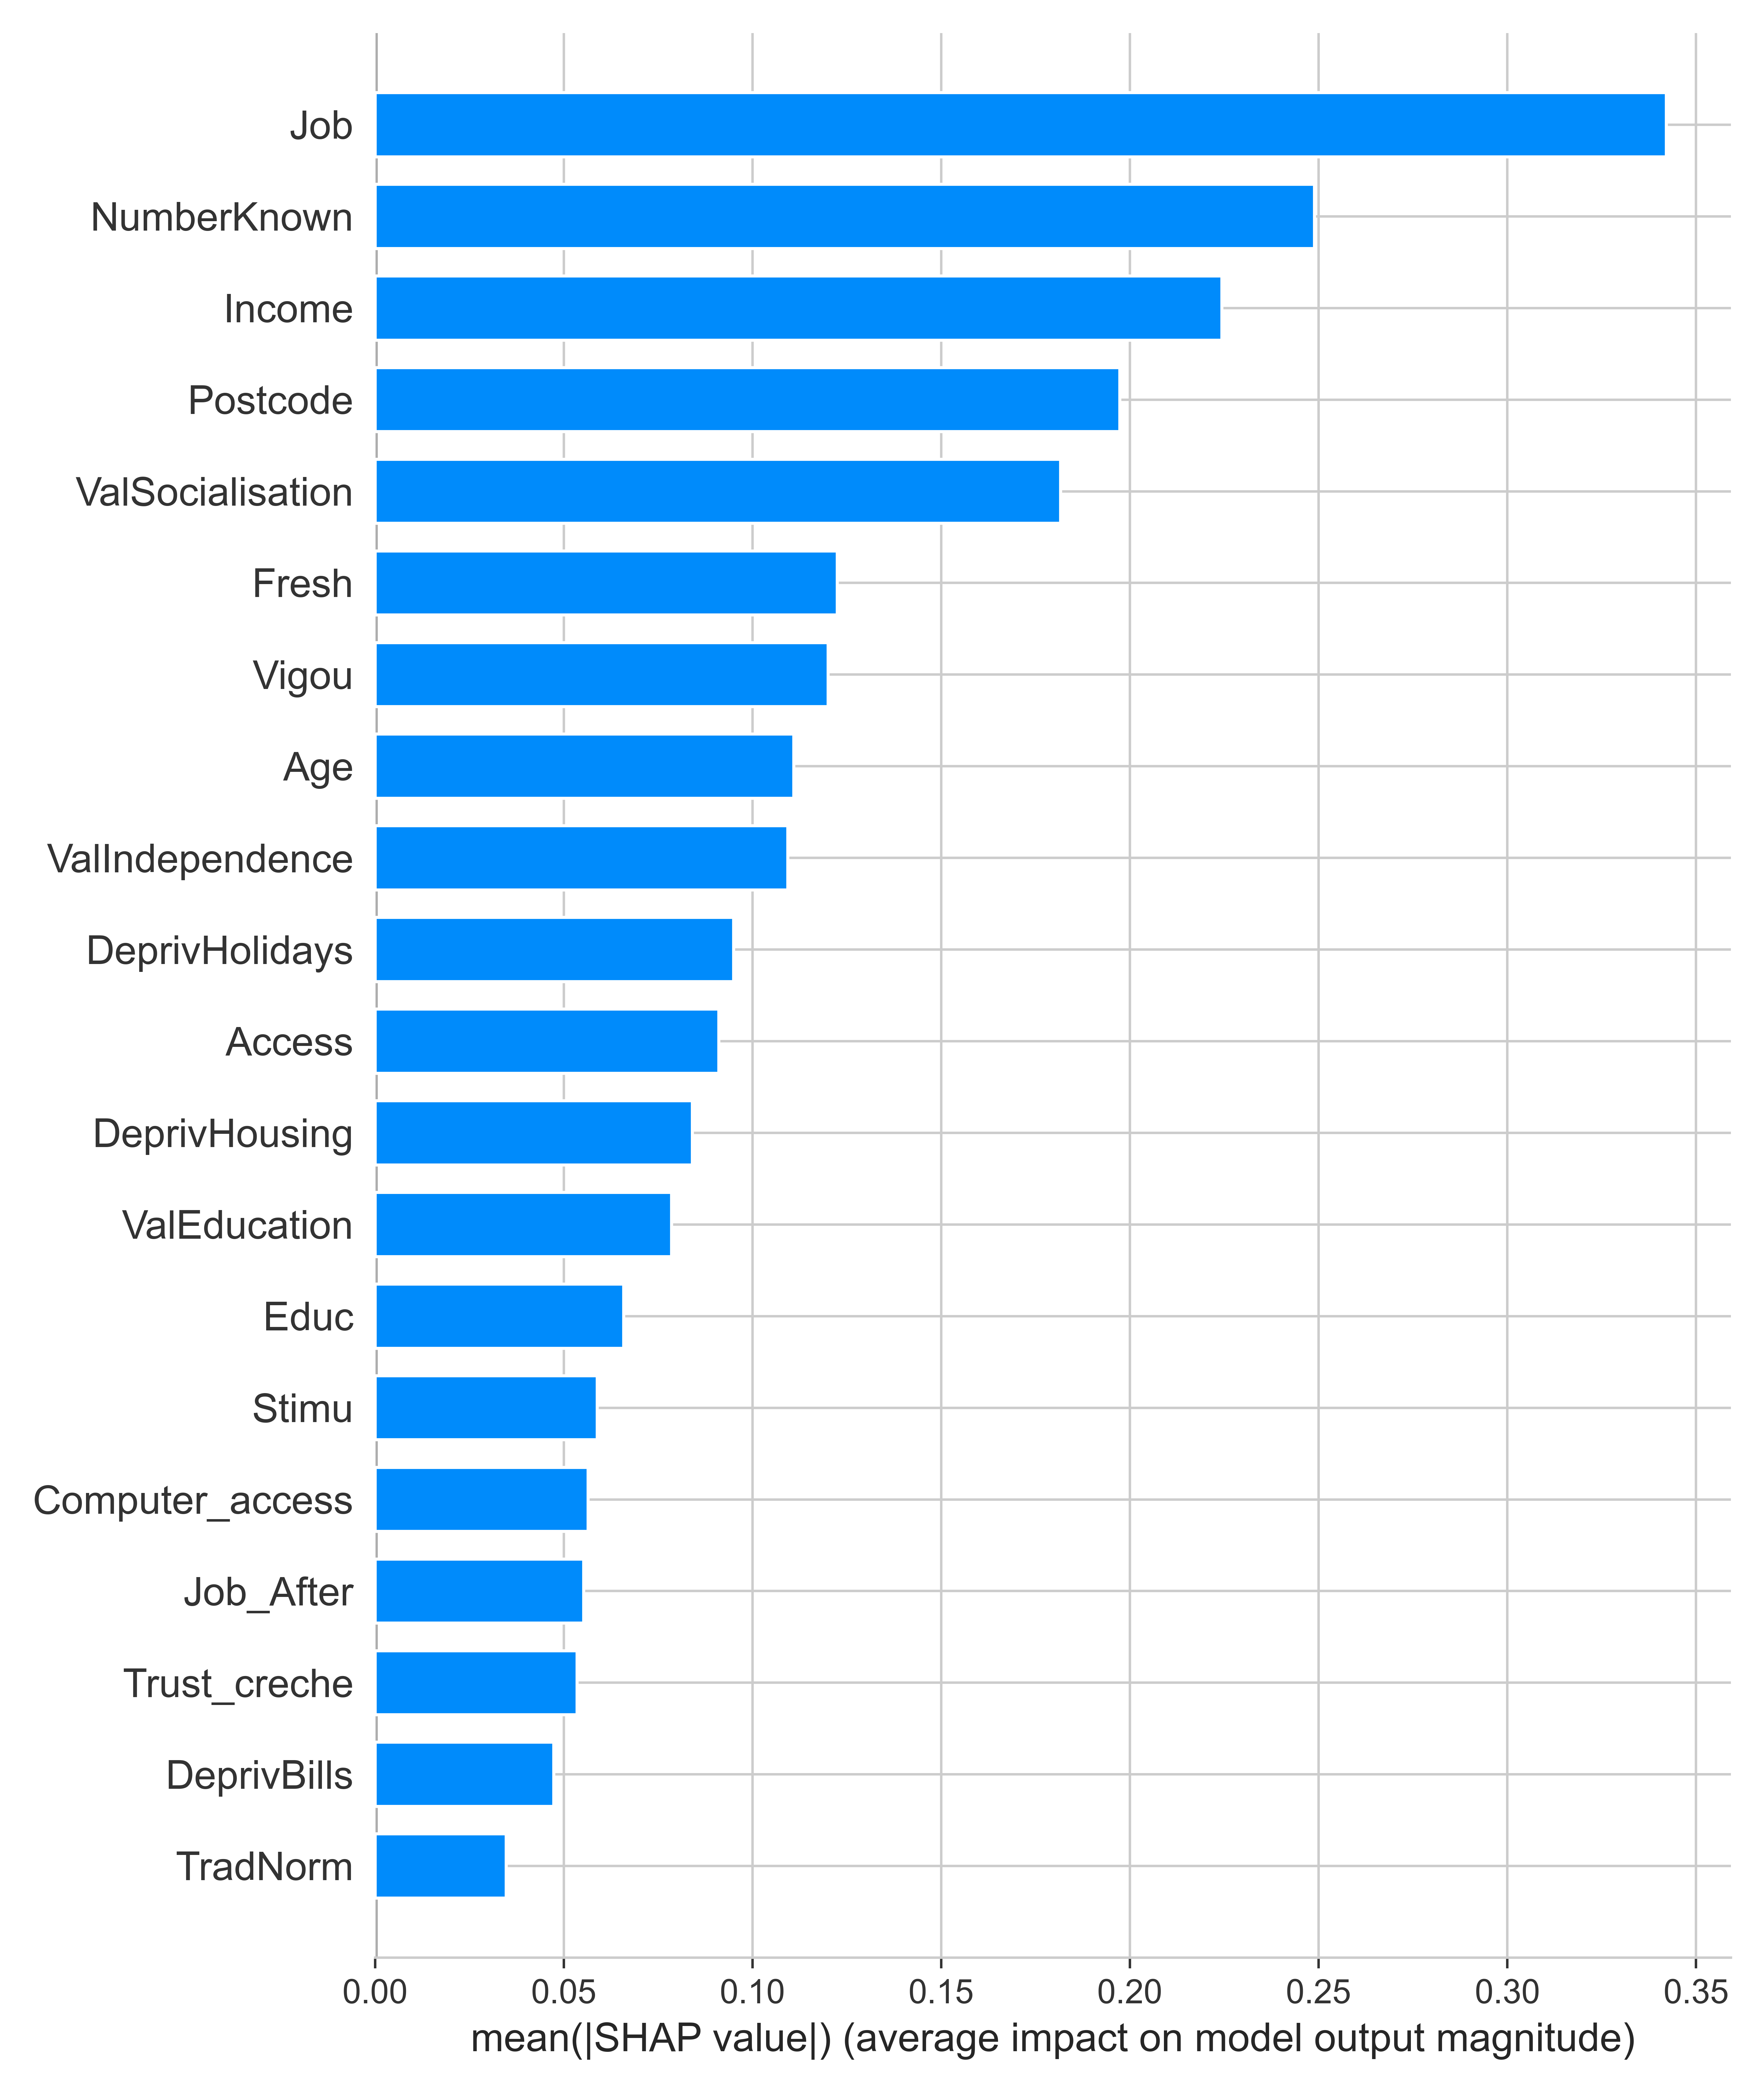 Job
NumberKnown
Income
Postcode
ValSocialisation
Fresh
Vigou
Age
ValIndependence
DeprivHolidays
Access
DeprivHousing
ValEducation
Educ
Stimu
Computer_access
Job_After
Trust_creche
DeprivBills
TradNorm
0.00 0.05 0.10 0.15 0.20 0.25 0.30 0.35
mean(|SHAP value|) (average impact on model output magnitude)